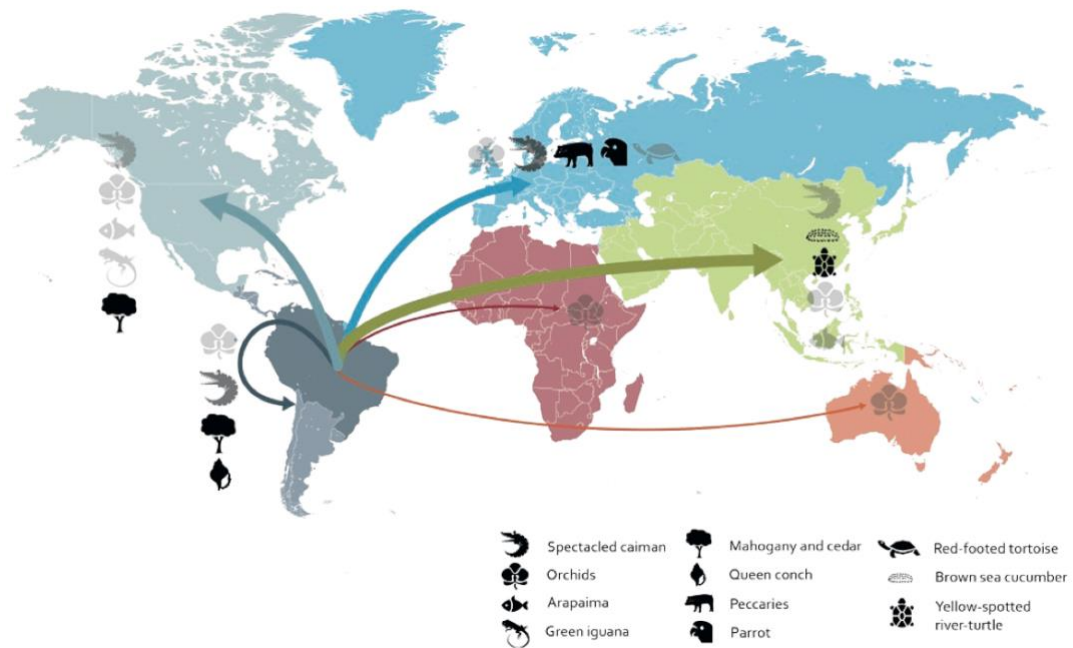 Spectacled caiman
Mahogany and cedar
Red-footed tortoise
Orchids
Queen conch
Brown sea cucumber
Arapaima
Peccaries
Yellow-spotted
river-turtle
Green iguana
Parrot